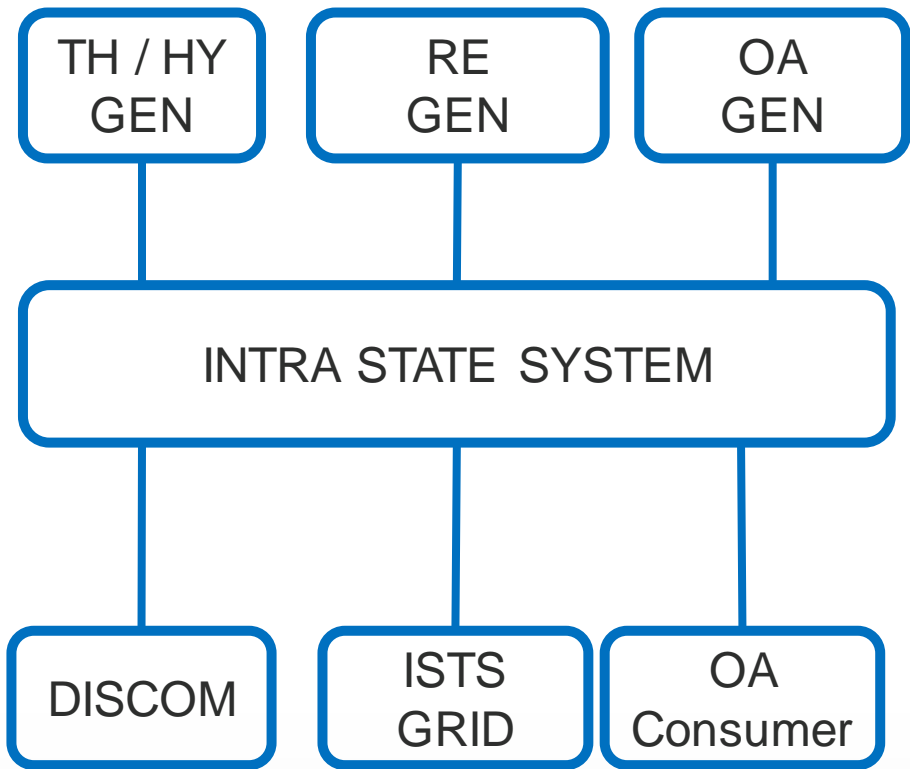 TH / HY
GEN
RE
GEN
OA
GEN
INTRA STATE SYSTEM
DISCOM
ISTS
GRID
OA
Consumer